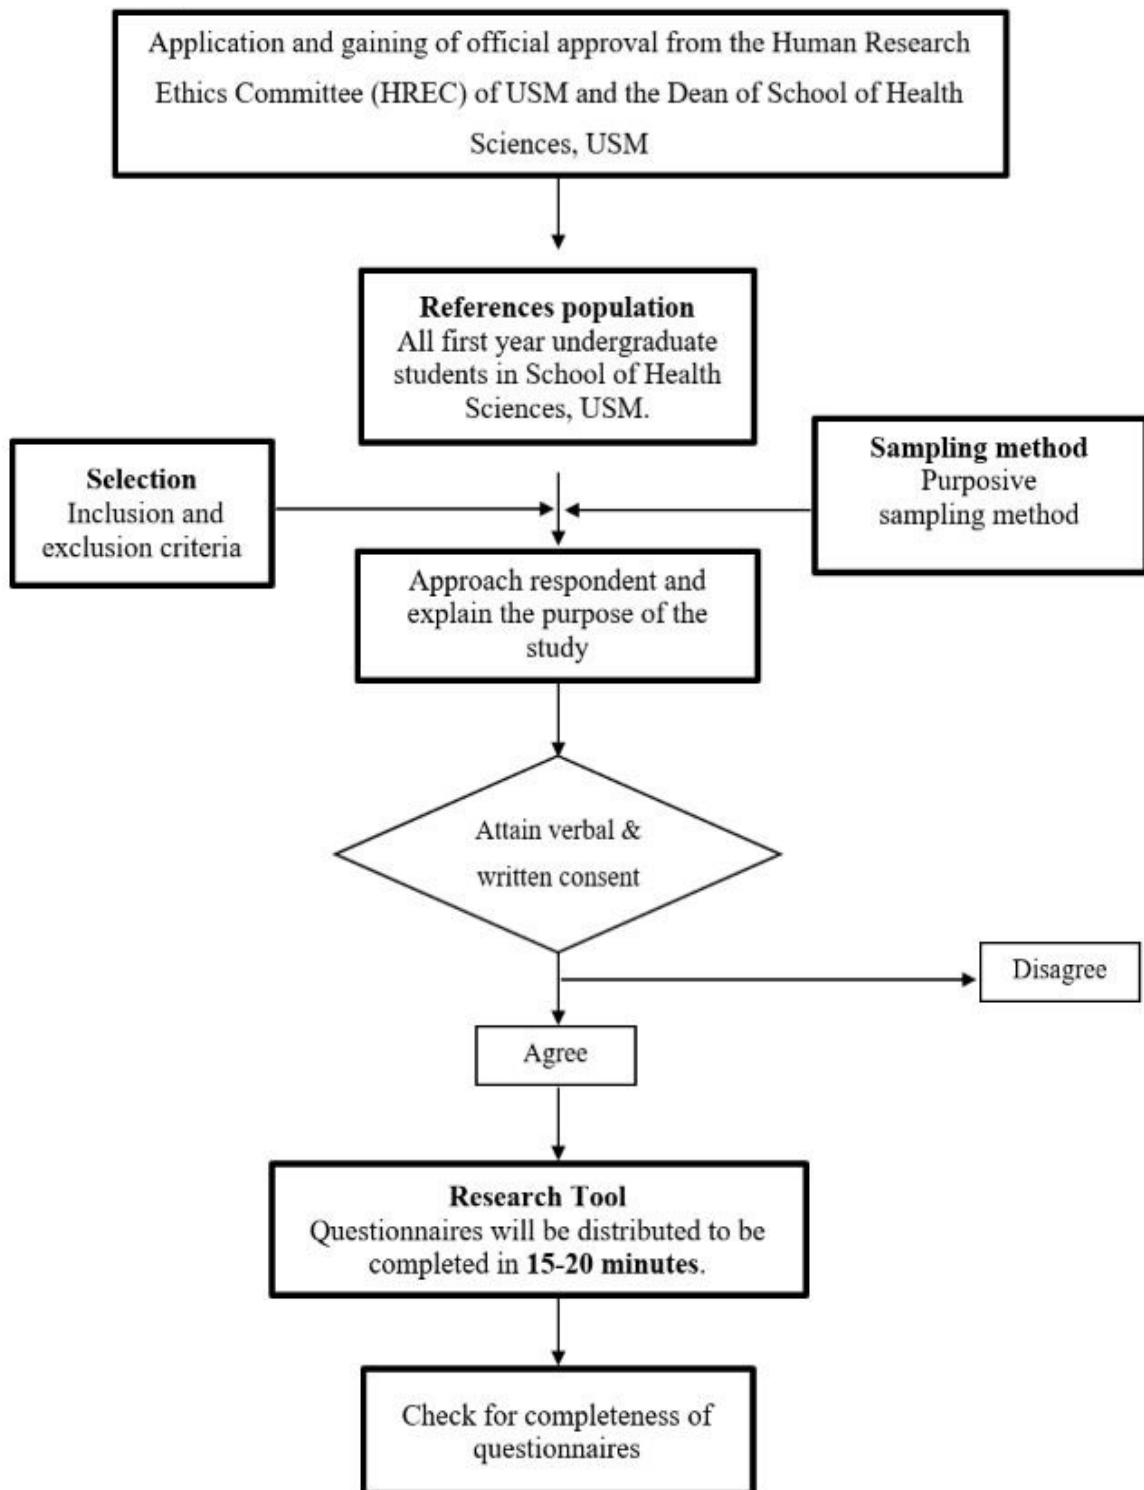 Application and gaining of official approval from the Human Research
Ethics Committee (HREC) of USM and the Dean of School of Health
Sciences, USM
References population
All first year undergraduate
students in School of Health
Sciences, USM.
Selection
Inclusion and
exclusion criteria
Sampling method
Purposive
sampling method
Approach respondent and
explain the purpose of the
study
Attain verbal &
written consent
Disagree
Agree
Research Tool
Questionnaires will be distributed to be
completed in 15-20 minutes.
Check for completeness of
questionnaires